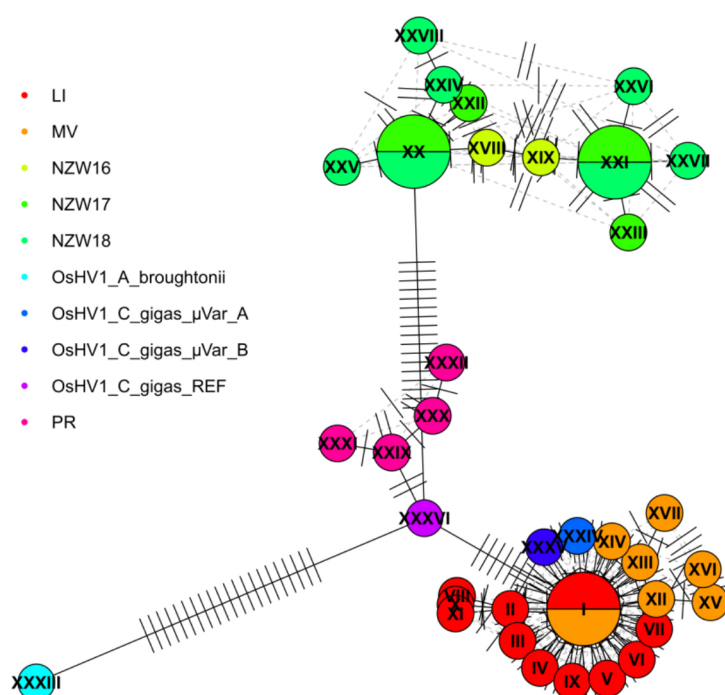 XXVIII
LI
MV
NZW16
NZW17
NZW18
OsHV1_A_broughtonii
OsHV1_C_gigas_µVar_A
OsHV1_C_gigas_µVar_B
OsHV1_C_gigas_REF
PR
XXIV
XXVI
XXII
XX
XVIII
XIX
XXI
XXVII
XXV
XXIII
XXXII
XXX
XXXI
XXIX
XXXVI
XVII
XXXIV
XIV
XIII
XVI
XII
XV
VIII
XI
II
I
VII
III
VI
IV
IX
V
XXXIII